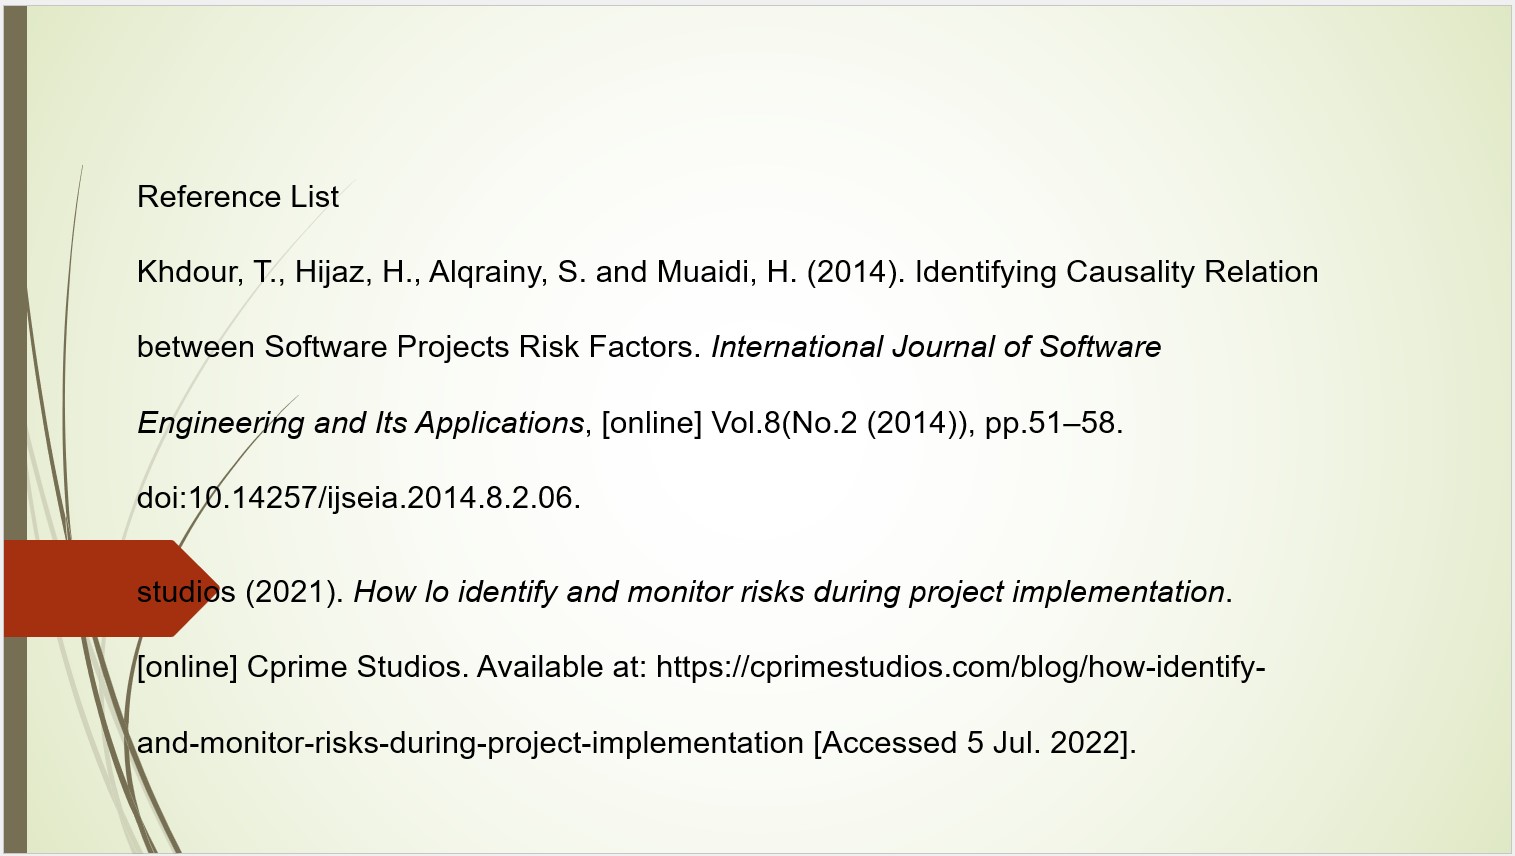 Reference List
Khdour, T., Hijaz, H., Alqrainy, S. and Muaidi, H. (2014). Identifying Causality Relation
between Software Projects Risk Factors. International Journal of Software
Engineering and Its Applications, [online] Vol.8(No.2 (2014)), pp.51–58.
doi:10.14257/ijseia.2014.8.2.06.
studios (2021). How lo identify and monitor risks during project implementation.
[online] Cprime Studios. Available at: https://cprimestudios.com/blog/how-identify-
and-monitor-risks-during-project-implementation [Accessed 5 Jul. 2022].